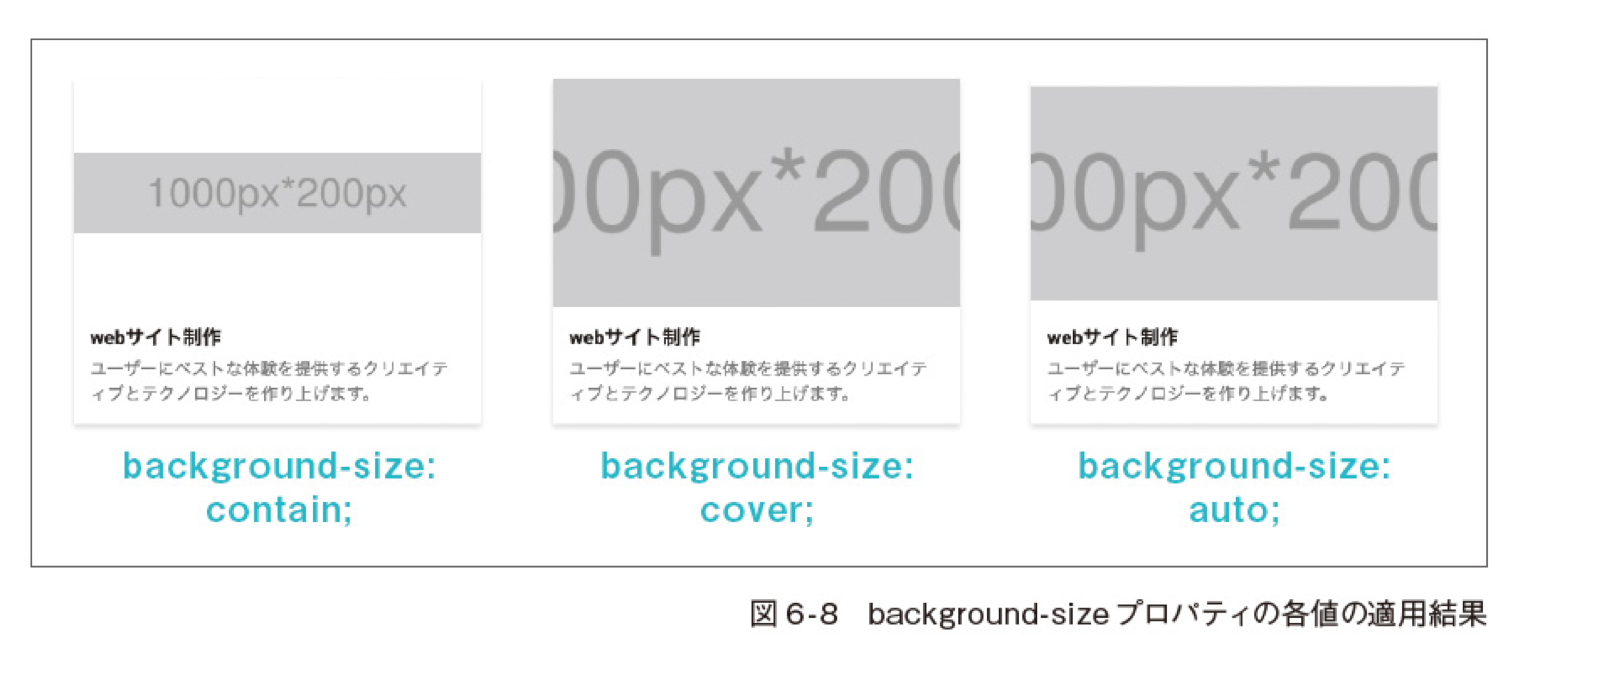 1000px*200px
webサイト制作
ユーザーにベストな体験を提供するクリエイテ
ィブとテクノロジーを作り上げます。
background-size:
contain;
00px*200
webサイト制作
ユーザーにベストな体験を提供するクリエイテ
ィブとテクノロジーを作り上げます。
background-size:
cover;
00px*200
webサイト制作
ユーザーにベストな体験を提供するクリエイテ
ィブとテクノロジーを作り上げます。
background-size:
auto;
図6-8　background-sizeプロパティの各値の適用結果